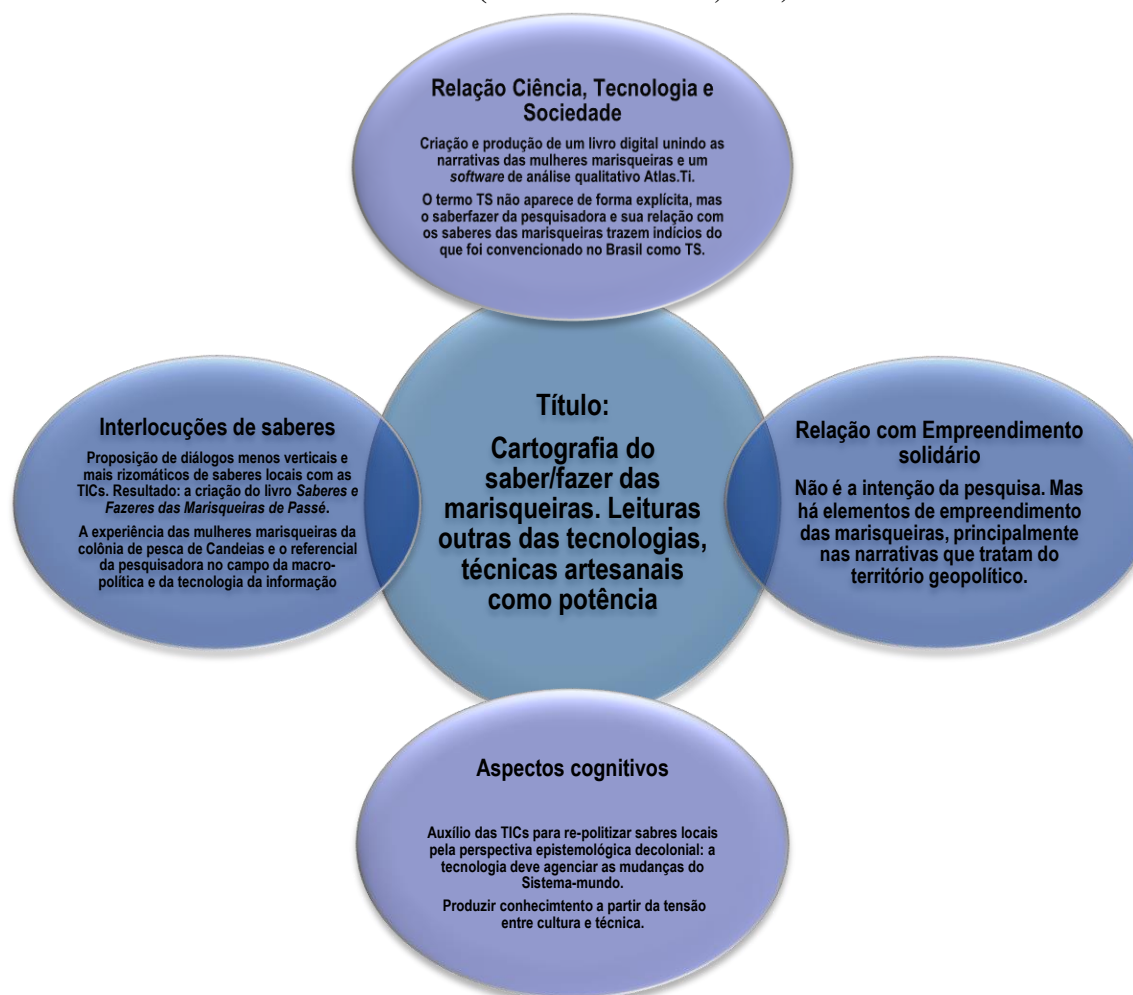 Relação Ciência, Tecnologia e
Sociedade
Criação e produção de um livro digital unindo as
narrativas das mulheres marisqueiras e um
software de análise qualitativo Atlas.Ti.
O termo TS não aparece de forma explícita, mas
o saberfazer da pesquisadora e sua relação com
os saberes das marisqueiras trazem indícios do
que foi convencionado no Brasil como TS.
Interlocuções de saberes
Proposição de diálogos menos verticais e
mais rizomáticos de saberes locais com as
TICs. Resultado: a criação do livro Saberes e
Fazeres das Marisqueiras de Passé.
A experiência das mulheres marisqueiras da
colônia de pesca de Candeias e o referencial
da pesquisadora no campo da macro-
política e da tecnologia da informação
Título:
Cartografia do
saber/fazer das
marisqueiras. Leituras
outras das tecnologias,
técnicas artesanais
como potência
Relação com Empreendimento
solidário
Não é a intenção da pesquisa. Mas
há elementos de empreendimento
das marisqueiras, principalmente
nas narrativas que tratam do
território geopolítico.
Aspectos cognitivos
Auxílio das TICs para re-politizar sabres locais
pela perspectiva epistemológica decolonial: a
tecnologia deve agenciar as mudanças do
Sistema-mundo.
Produzir conhecimtento a partir da tensão
entre cultura e técnica.